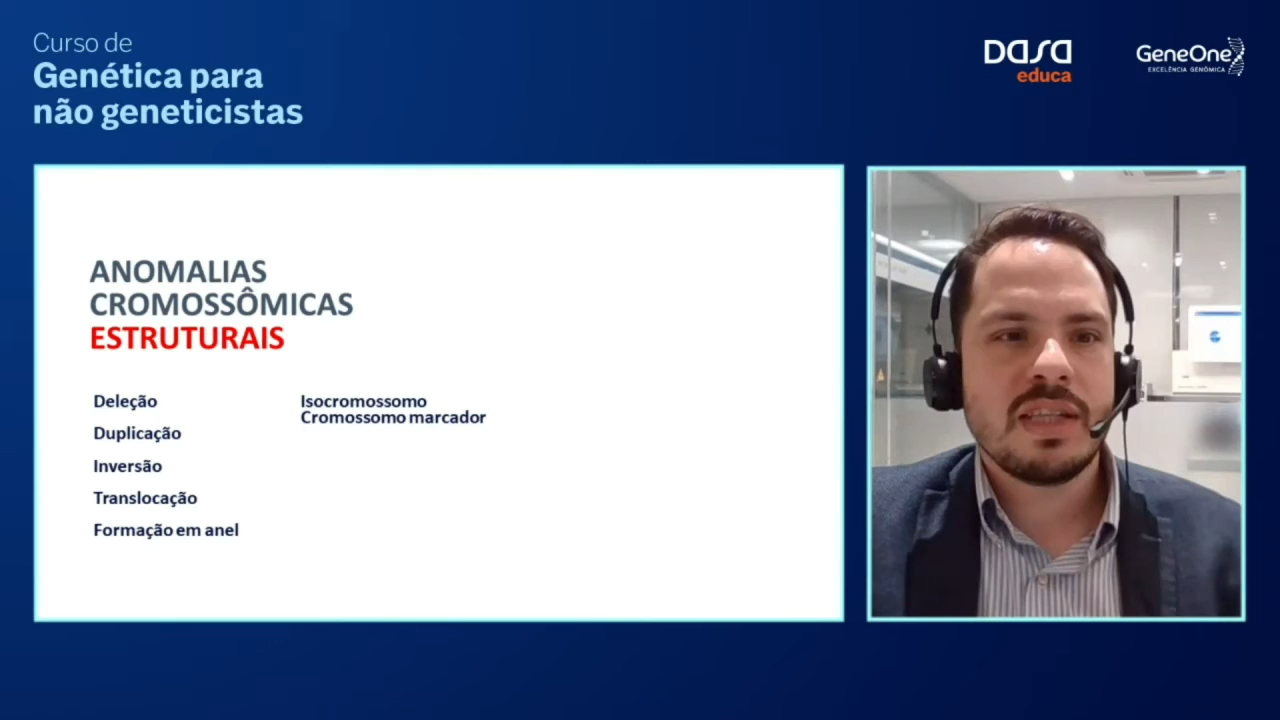 Curso de
Genética para
não geneticistas
Dasa
educa
GeneOne
EXCELÊNCIA GENÔMICA
ANOMALIAS
CROMOSSÔMICAS
ESTRUTURAIS
Deleção
Duplicação
Inversão
Translocação
Formação em anel
Isocromossomo
Cromossomo marcador